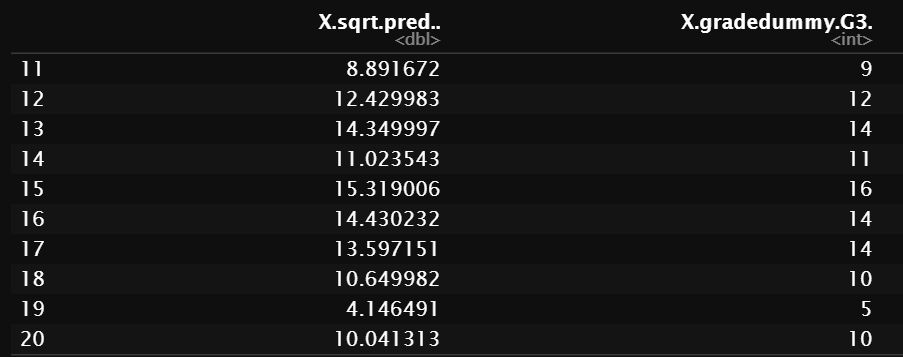 X.sqrt.pred.. X.gradedummy.G3.
<dbl> <int>
11 8.891672 9
12 12.429983 12
13 14.349997 14
14 11.023543 11
15 15.319006 16
16 14.430232 14
17 13.597151 14
18 10.649982 10
19 4.146491 5
20 10.041313 10